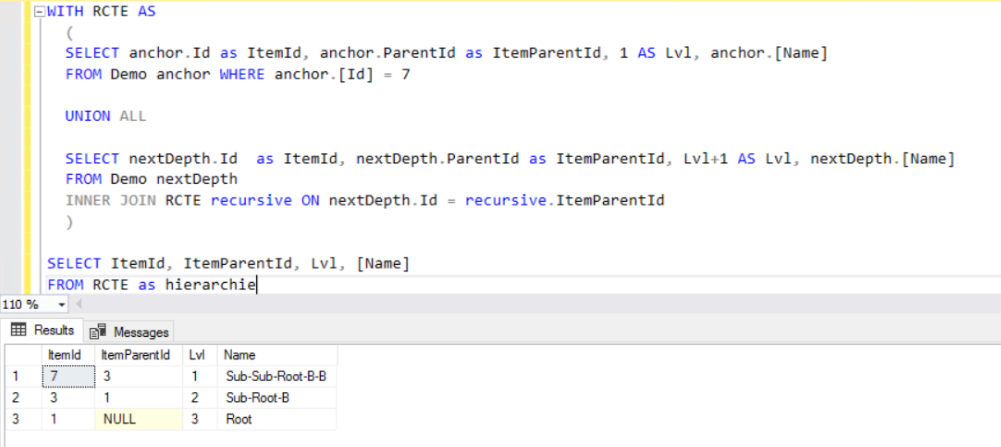 WITH RCTE AS
(
SELECT anchor.Id as ItemId, anchor.ParentId as ItemParentId, 1 AS Lvl, anchor.[Name]
FROM Demo anchor WHERE anchor.[Id] = 7
UNION ALL
SELECT nextDepth.Id  as ItemId, nextDepth.ParentId as ItemParentId, Lvl+1 AS Lvl, nextDepth.[Name]
FROM Demo nextDepth
INNER JOIN RCTE recursive ON nextDepth.Id = recursive.ItemParentId
)
SELECT ItemId, ItemParentId, Lvl, [Name]
FROM RCTE as hierarchie
110 %
Results Messages
ItemId ItemParentId Lvl Name
1 7 3 1 Sub-Sub-Root-B-B
2 3 1 2 Sub-Root-B
3 1 NULL 3 Root